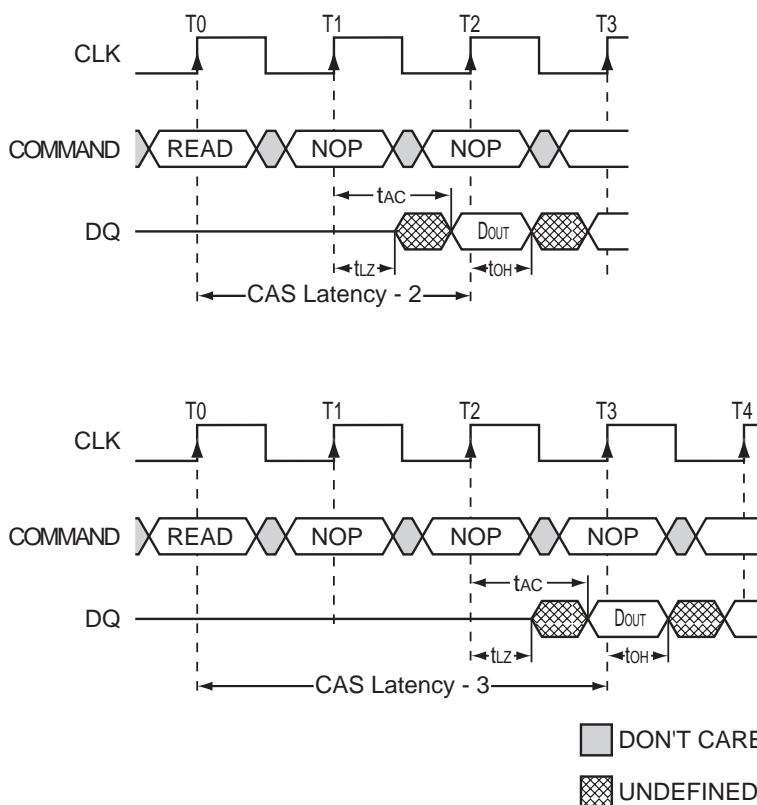 T0 T1 T2 T3
CLK
COMMAND READ NOP NOP
tAC
DQ DOUT
tLZ tOH
CAS Latency - 2
T0 T1 T2 T3 T4
CLK
COMMAND READ NOP NOP NOP
tAC
DQ DOUT
tLZ tOH
CAS Latency - 3
DON'T CARE
UNDEFINED